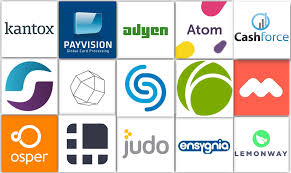 kantox
PAYVISION
Global Card Processing
adyen
Atom
Cashforce
osper
judo
ensygnia
LEMONWAY